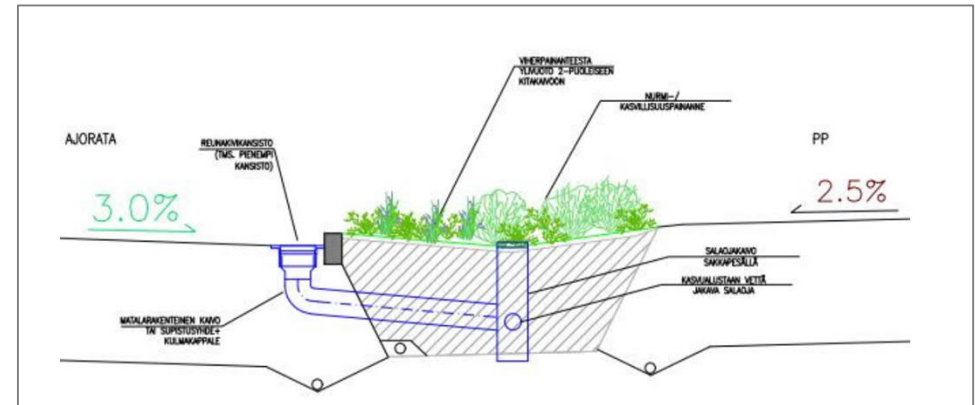 VIHERPAINANTEESTA
YLIVUOTO 2-PUOLEISEEN
KITAKAIVOON
NURMI-/
KASVILLISUUSPAINANNE
AJORATA
REUNAKIVIKANSISTO
(TMS. PIENEMPI
KANSISTO)
PP
3.0%
2.5%
SALAOJAKAIVO
SAKKAPESÄLLÄ
KASVUALUSTAAN VETTÄ
JAKAVA SALAOJA
MATALARAKENTEINEN KAIVO
TAI SUPISTUSYHDE+
KULMAKAPPALE